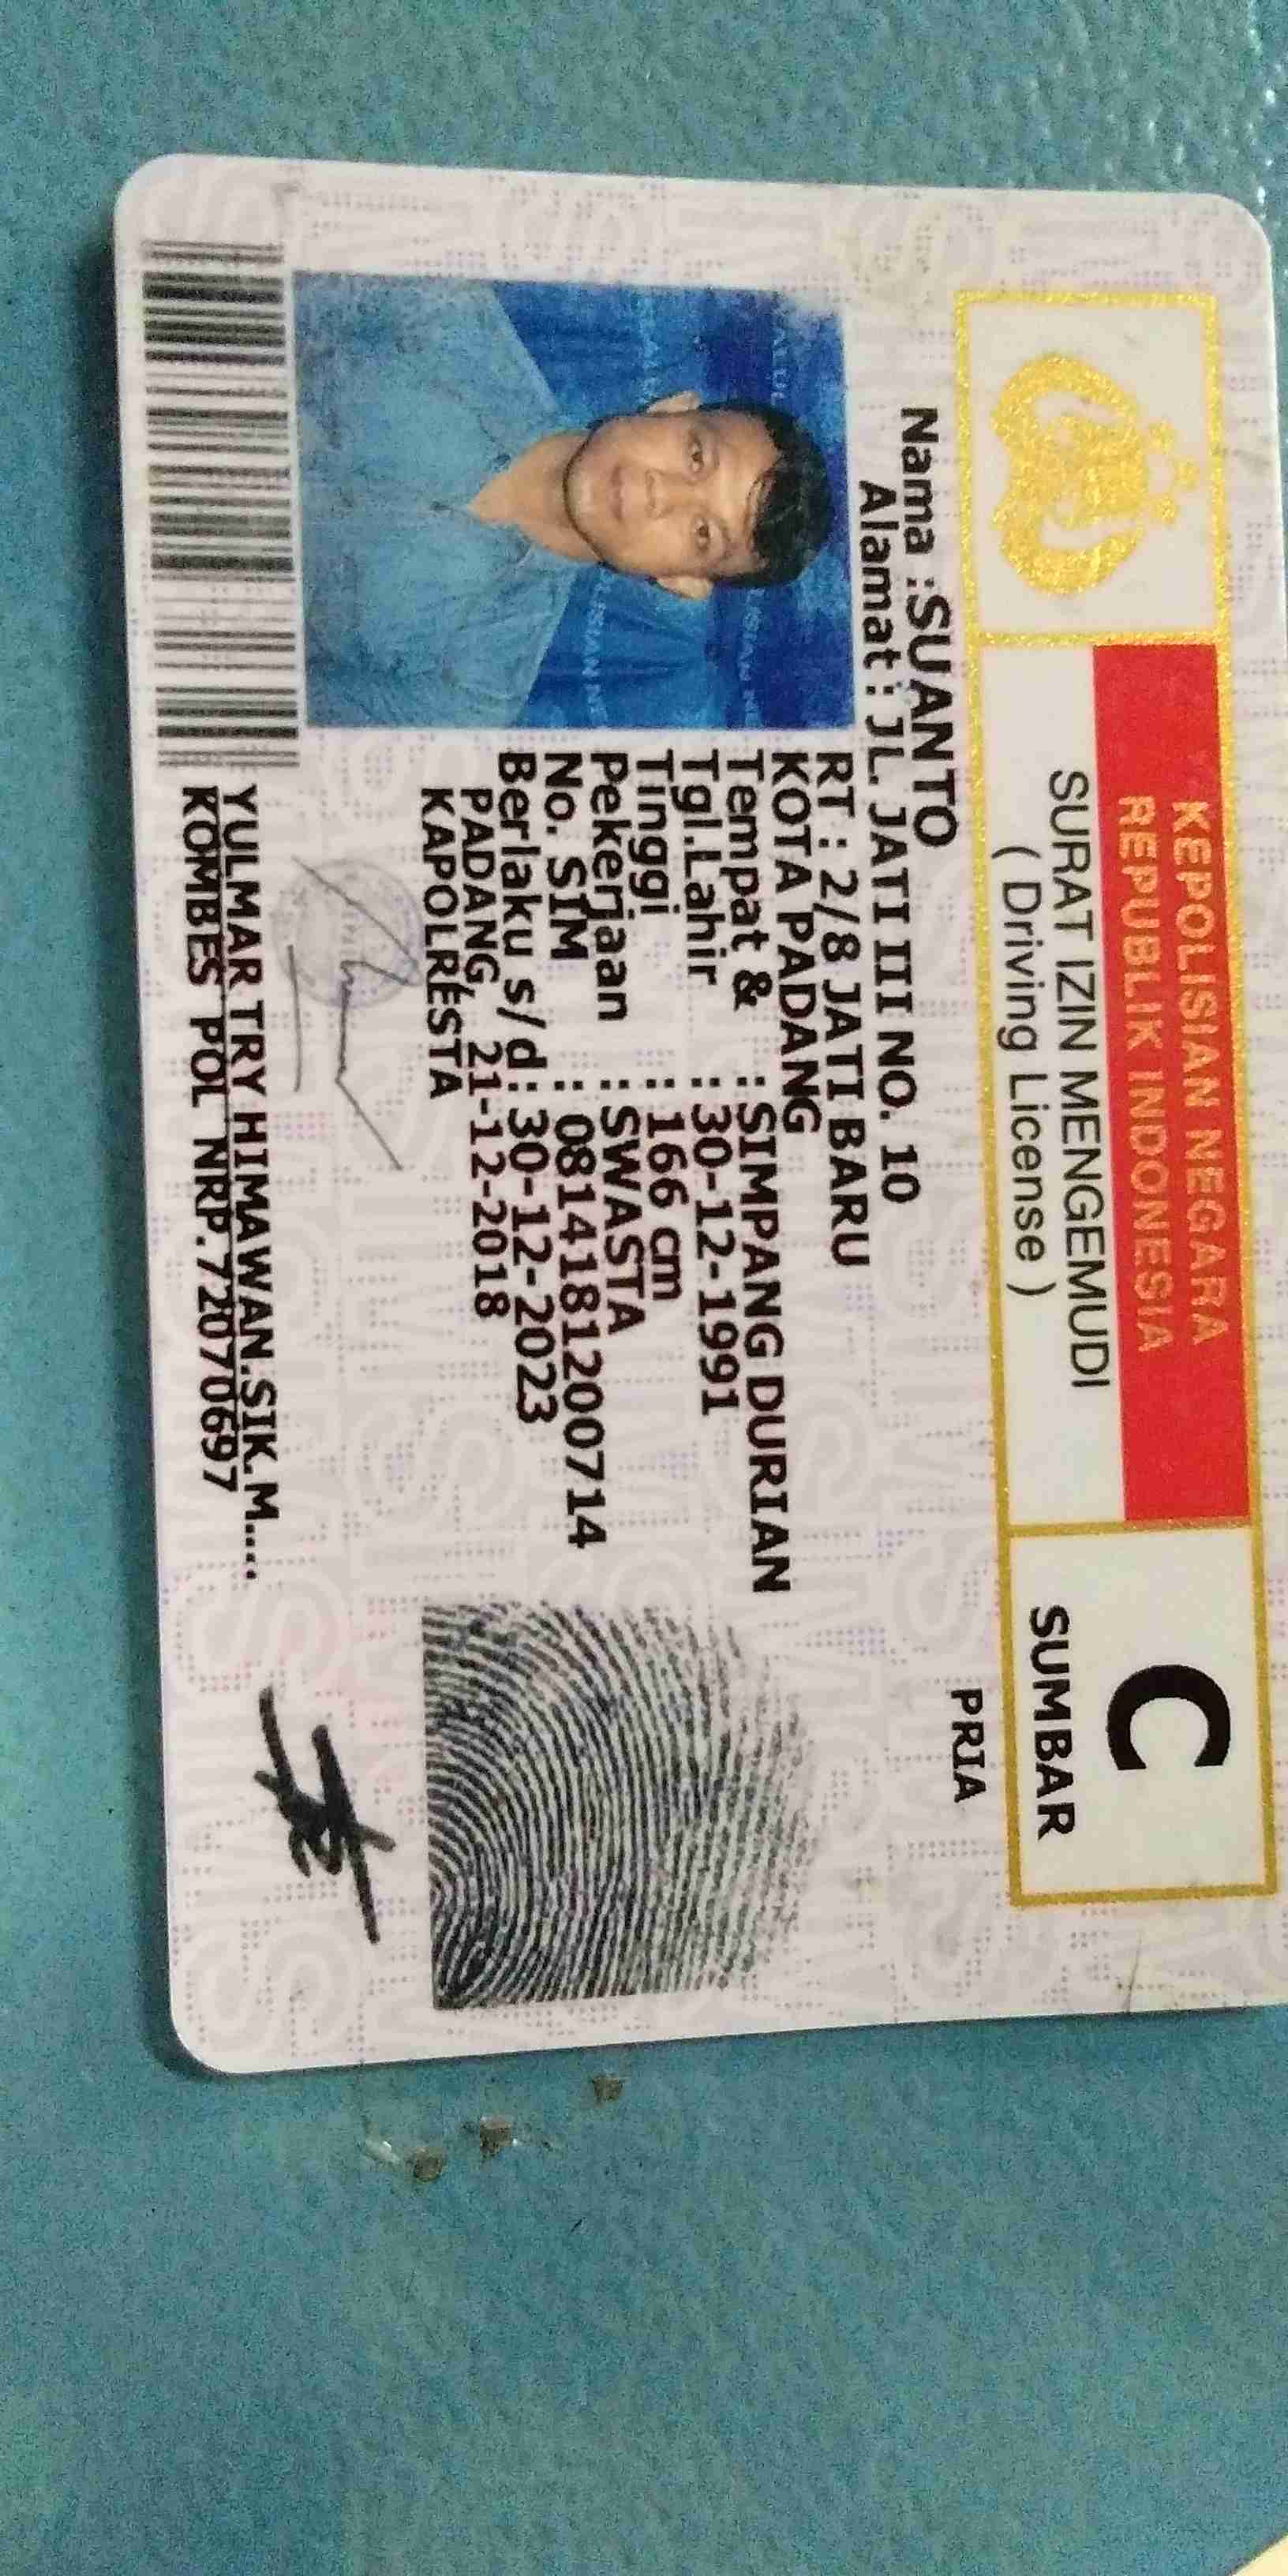 KEPOLISIAN NEGARA
REPUBLIK INDONESIA
SURAT IZIN MENGEMUDI
( Driving License )
C
SUMBAR
Nama :SUANTO
PRIA
Alamat : JL. JATI III NO. 10
RT : 2/8 JATI BARU
KOTA PADANG
Tempat & : SIMPANG DURIAN
Tgl.Lahir : 30-12-1991
Tinggi : 166 cm
Pekerjaan : SWASTA
No. SIM : 0814181200714
Berlaku s/d : 30-12-2023
PADANG, 21-12-2018
KAPOLRESTA
YULMAR TRY HIMAWAN.SIK.M....
KOMBES POL NRP.72070697